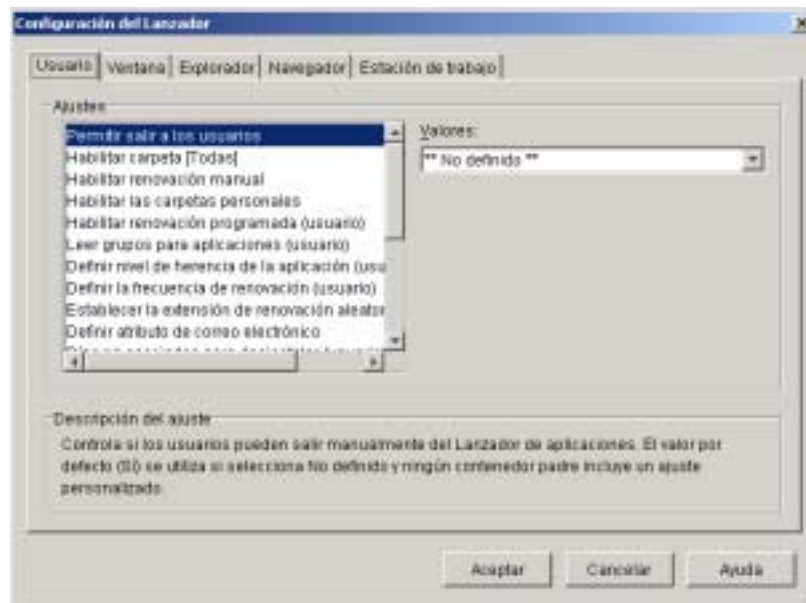 Configuración del Lanzador
Usuario
Ventana
Explorador
Navegador
Estación de trabajo
Ajustes
Permitir salir a los usuarios
Habilitar carpeta [Todas]
Habilitar renovación manual
Habilitar las carpetas personales
Habilitar renovación programada (usuario)
Leer grupos para aplicaciones (usuario)
Definir nivel de herencia de la aplicación (usu
Definir la frecuencia de renovación (usuario)
Establecer la extensión de renovación aleator
Definir atributo de correo electrónico
Valores:
** No definido **
Descripción del ajuste
Controla si los usuarios pueden salir manualmente del Lanzador de aplicaciones. El valor por
defecto (Sí) se utiliza si selecciona No definido y ningún contenedor padre incluye un ajuste
personalizado.
Aceptar
Cancelar
Ayuda